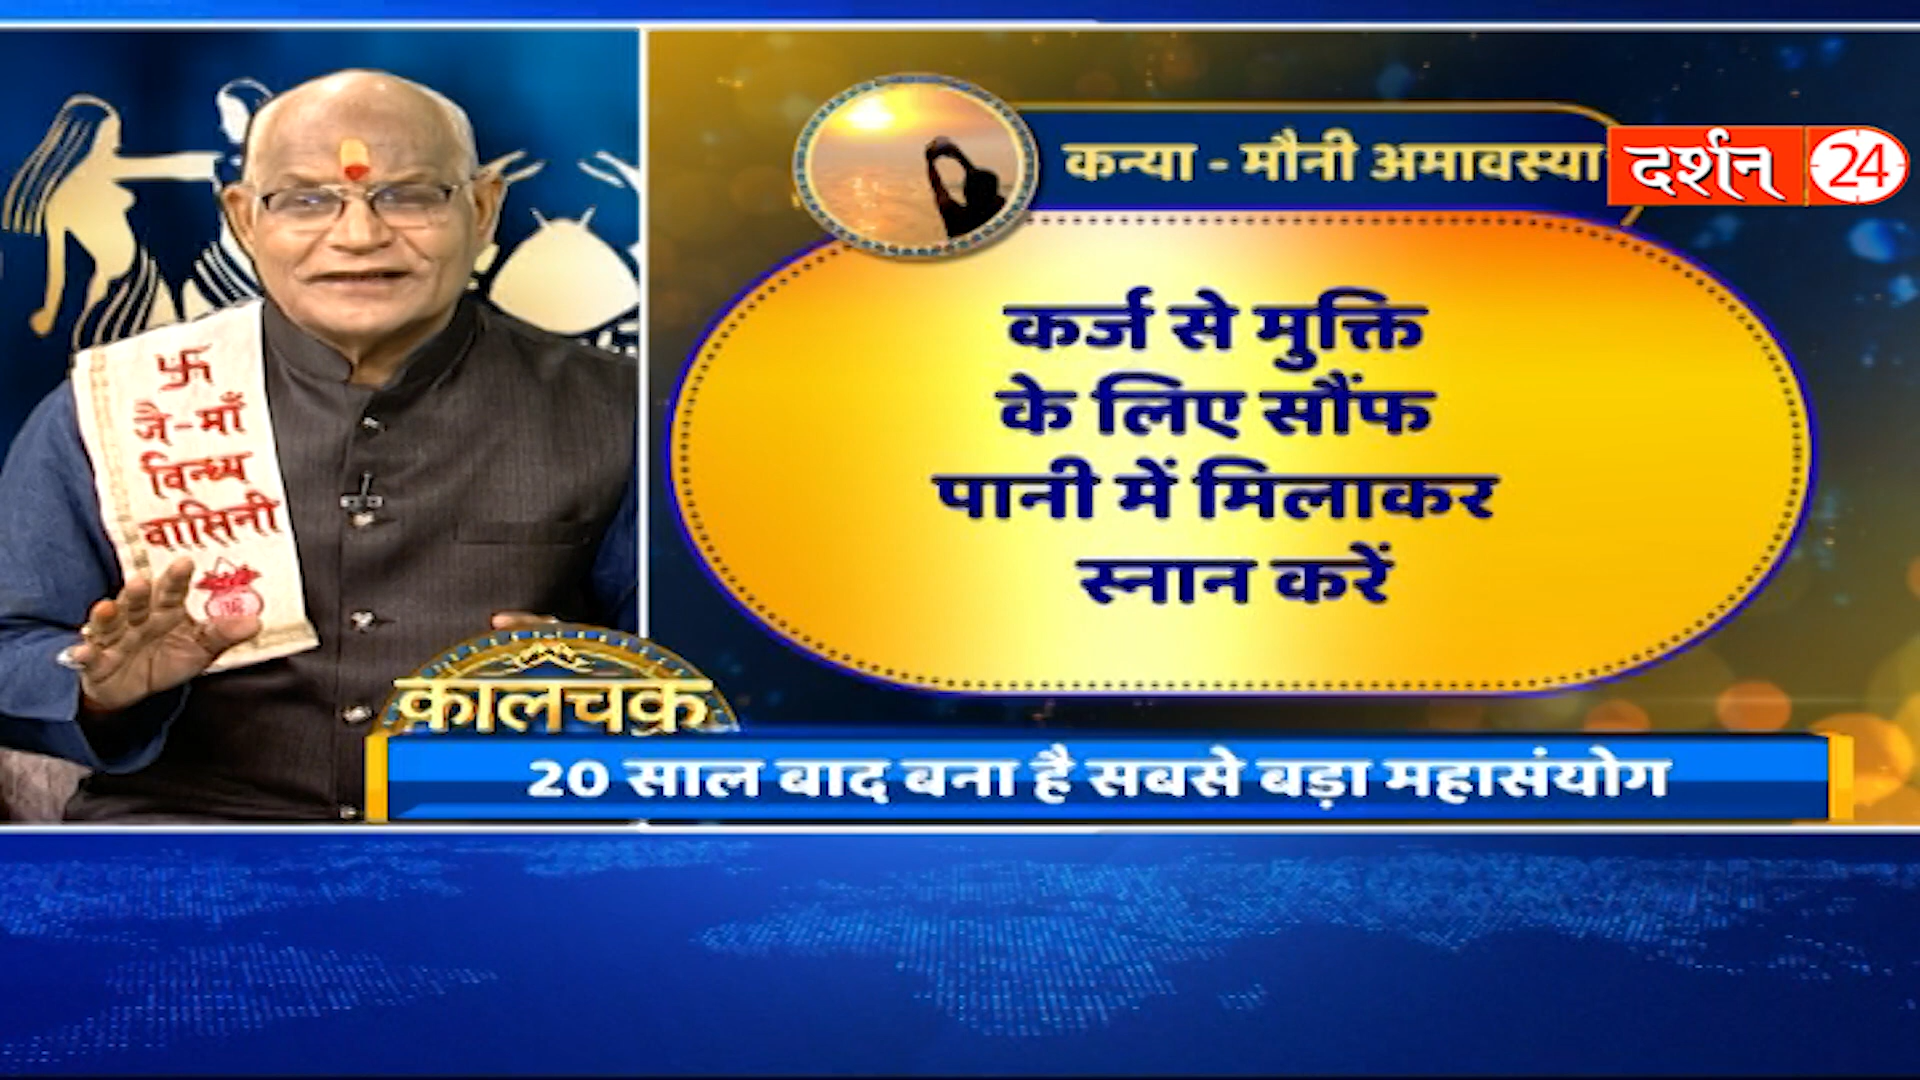 कन्या - मौनी अमावस्या
दर्शन 24
कर्ज से मुक्ति
के लिए सौंफ
पानी में मिलाकर
स्नान करें
जै-माँ
विन्ध्य
वासिनी
कालचक्र
20 साल बाद बना है सबसे बड़ा महासंयोग